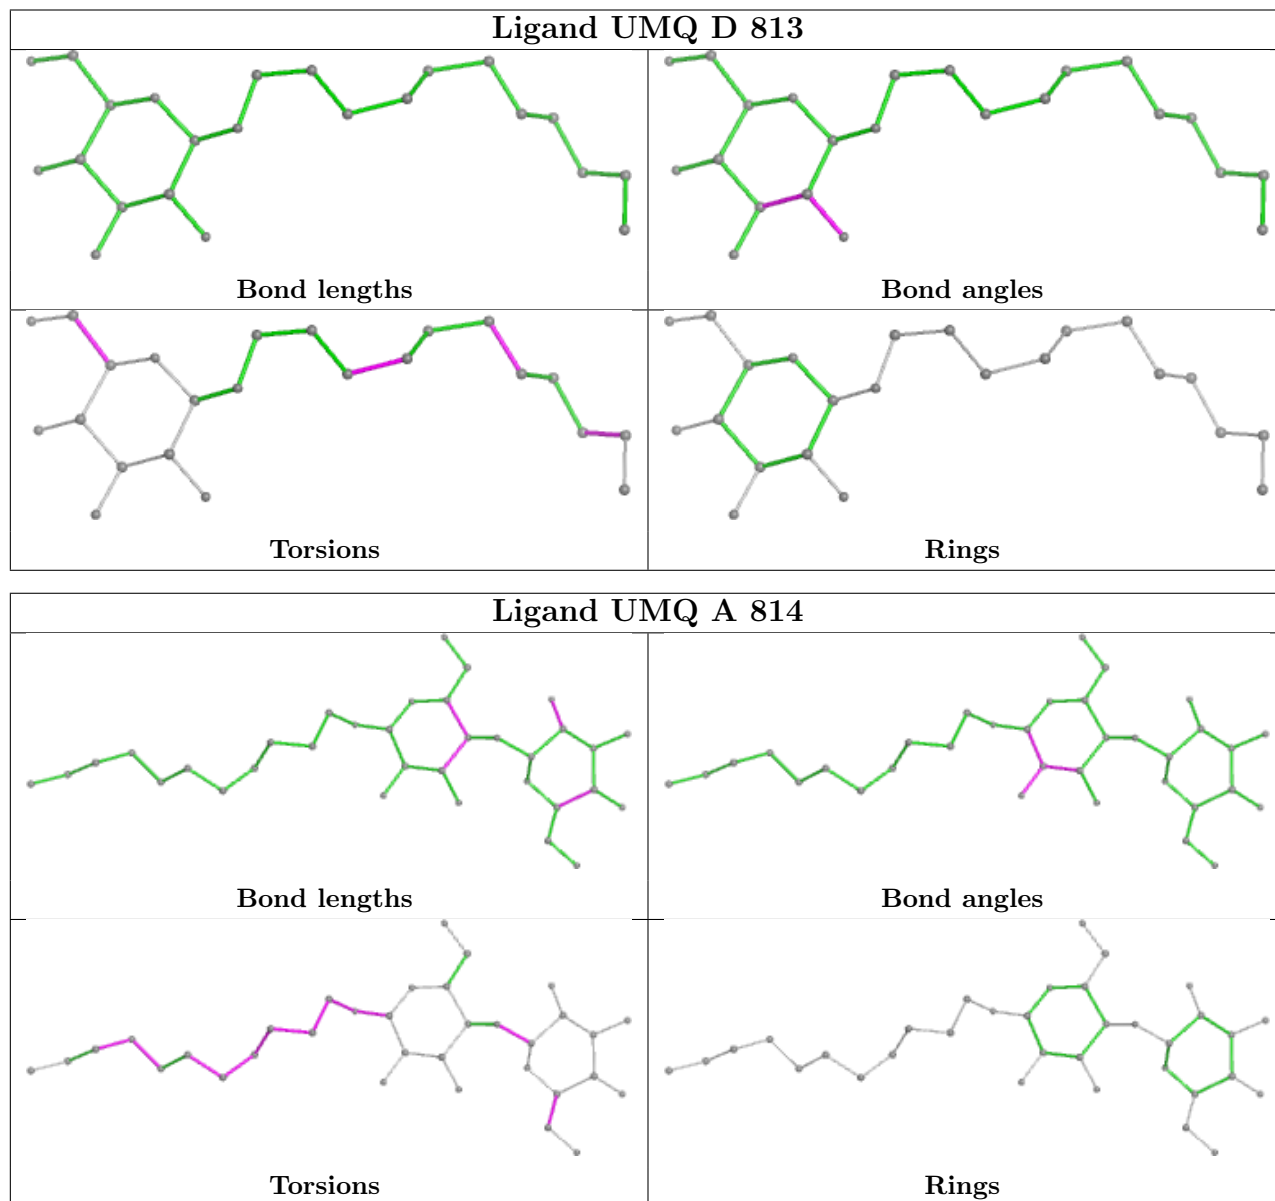 Ligand UMQ D 813
Bond lengths
Bond angles
Torsions
Rings
Ligand UMQ A 814
Bond lengths
Bond angles
Torsions
Rings